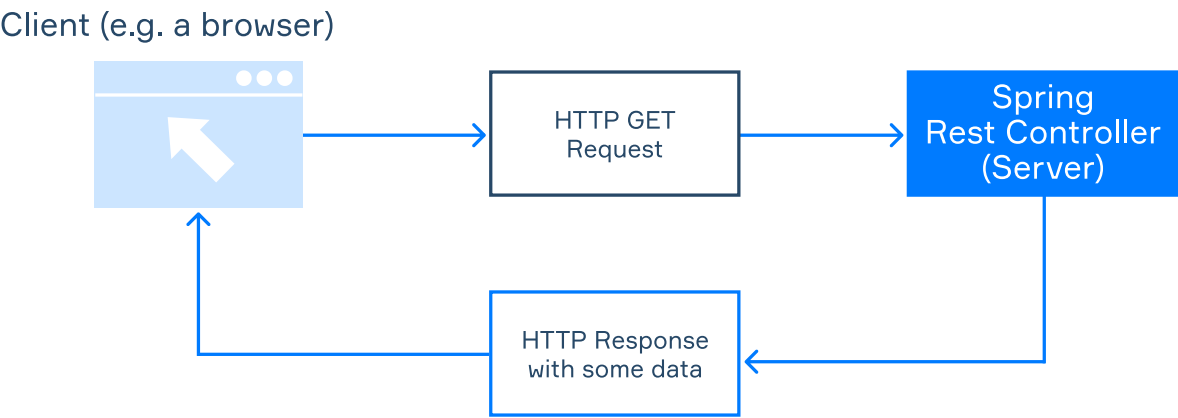 Client (e.g. a browser)
HTTP GET
Request
Spring
Rest Controller
(Server)
HTTP Response
with some data